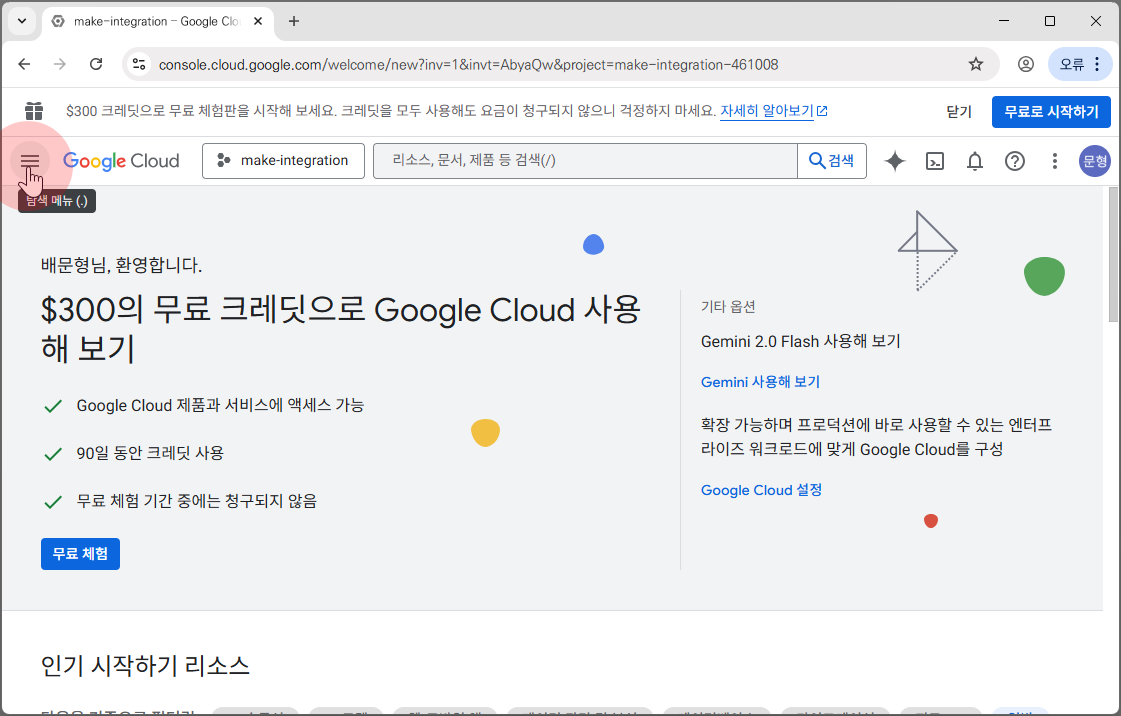 make-integration – Google Clo
console.cloud.google.com/welcome/new?inv=1&invt=AbyaQw&project=make-integration-461008
오류
$300 크레딧으로 무료 체험판을 시작해 보세요. 크레딧을 모두 사용해도 요금이 청구되지 않으니 걱정하지 마세요. 자세히 알아보기
닫기
무료로 시작하기
Google Cloud
make-integration
리소스, 문서, 제품 등 검색(/)
검색
문형
탐색 메뉴 (.)
배문형님, 환영합니다.
$300의 무료 크레딧으로 Google Cloud 사용
해 보기
Google Cloud 제품과 서비스에 액세스 가능
90일 동안 크레딧 사용
무료 체험 기간 중에는 청구되지 않음
무료 체험
기타 옵션
Gemini 2.0 Flash 사용해 보기
Gemini 사용해 보기
확장 가능하며 프로덕션에 바로 사용할 수 있는 엔터프
라이즈 워크로드에 맞게 Google Cloud를 구성
Google Cloud 설정
인기 시작하기 리소스